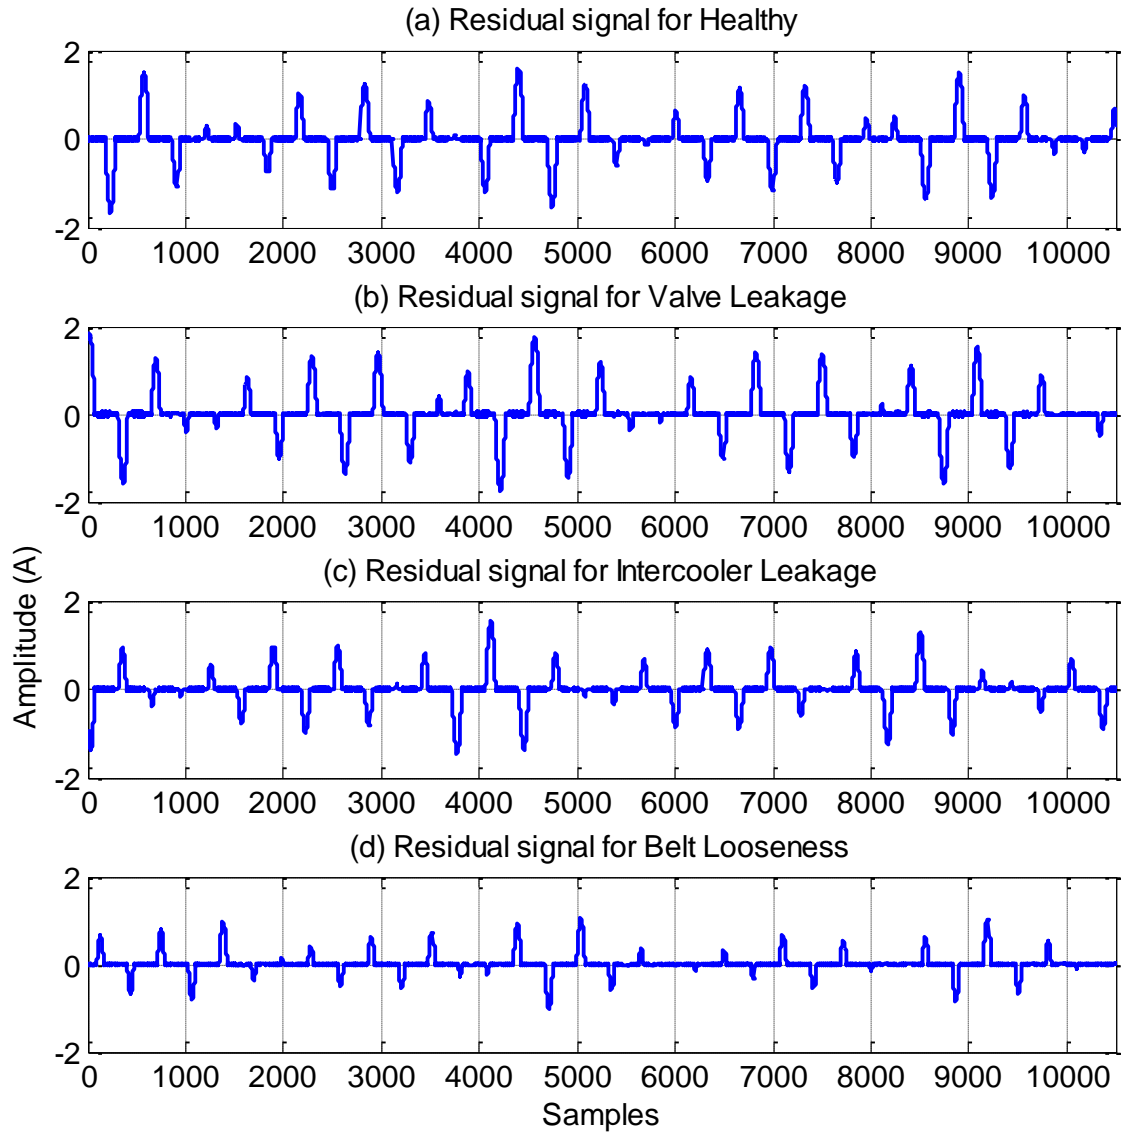 (a) Residual signal for Healthy
2
0
-2
0 1000 2000 3000 4000 5000 6000 7000 8000 9000 10000
(b) Residual signal for Valve Leakage
2
0
-2
0 1000 2000 3000 4000 5000 6000 7000 8000 9000 10000
(c) Residual signal for Intercooler Leakage
Amplitude (A)
2
0
-2
0 1000 2000 3000 4000 5000 6000 7000 8000 9000 10000
(d) Residual signal for Belt Looseness
2
0
-2
0 1000 2000 3000 4000 5000 6000 7000 8000 9000 10000
Samples